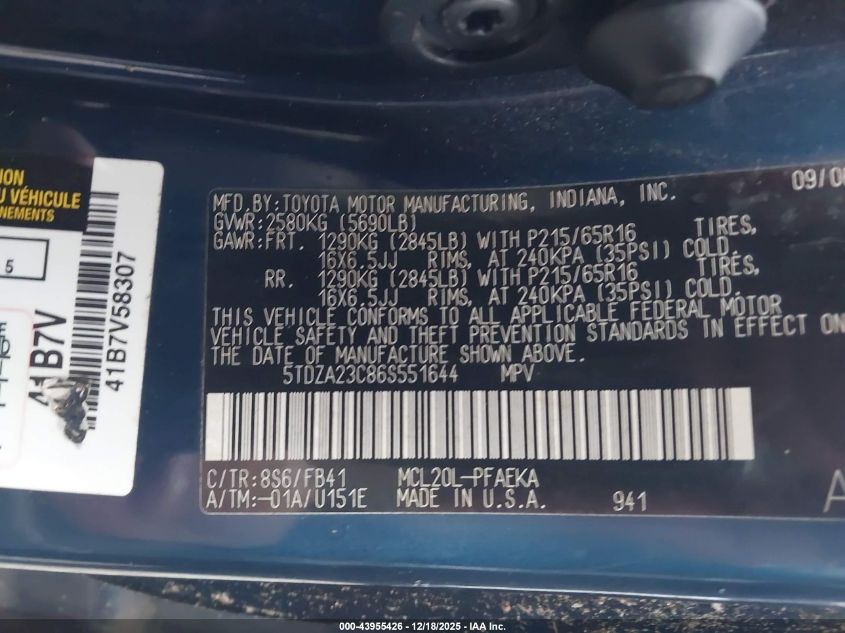 ION
U VÉHICULE
NEMENTS
5
41B7V
41B7V58307
MFD.BY:TOYOTA MOTOR MANUFACTURING, INDIANA, INC. 09/0
GVWR:2580KG (5690LB)
GAWR:FRT. 1290KG (2845LB) WITH P215/65R16 TIRES,
16X6.5JJ RIMS, AT 240KPA (35PSI) COLD.
RR. 1290KG (2845LB) WITH P215/65R16 TIRES,
16X6.5JJ RIMS, AT 240KPA (35PSI) COLD.
THIS VEHICLE CONFORMS TO ALL APPLICABLE FEDERAL MOTOR
VEHICLE SAFETY AND THEFT PREVENTION STANDARDS IN EFFECT ON
THE DATE OF MANUFACTURE SHOWN ABOVE.
5TDZA23C86S551644 MPV
C/TR:8S6/FB41 MCL20L-PFAEKA
A/TM:-01A/U151E MADE IN U.S.A. 941
A
000-43955426 - 12/18/2025 - IAA Inc.